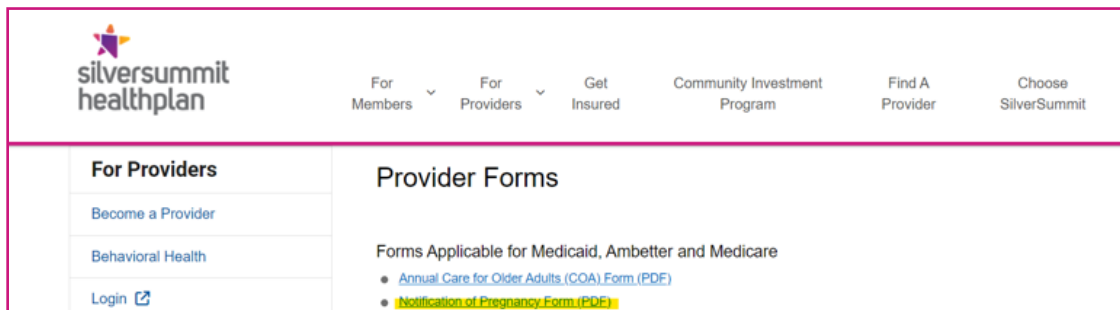 silversummit
healthplan
For Members
For Providers
Get Insured
Community Investment Program
Find A Provider
Choose SilverSummit
For Providers
Become a Provider
Behavioral Health
Login
Provider Forms
Forms Applicable for Medicaid, Ambetter and Medicare
Annual Care for Older Adults (COA) Form (PDF)
Notification of Pregnancy Form (PDF)